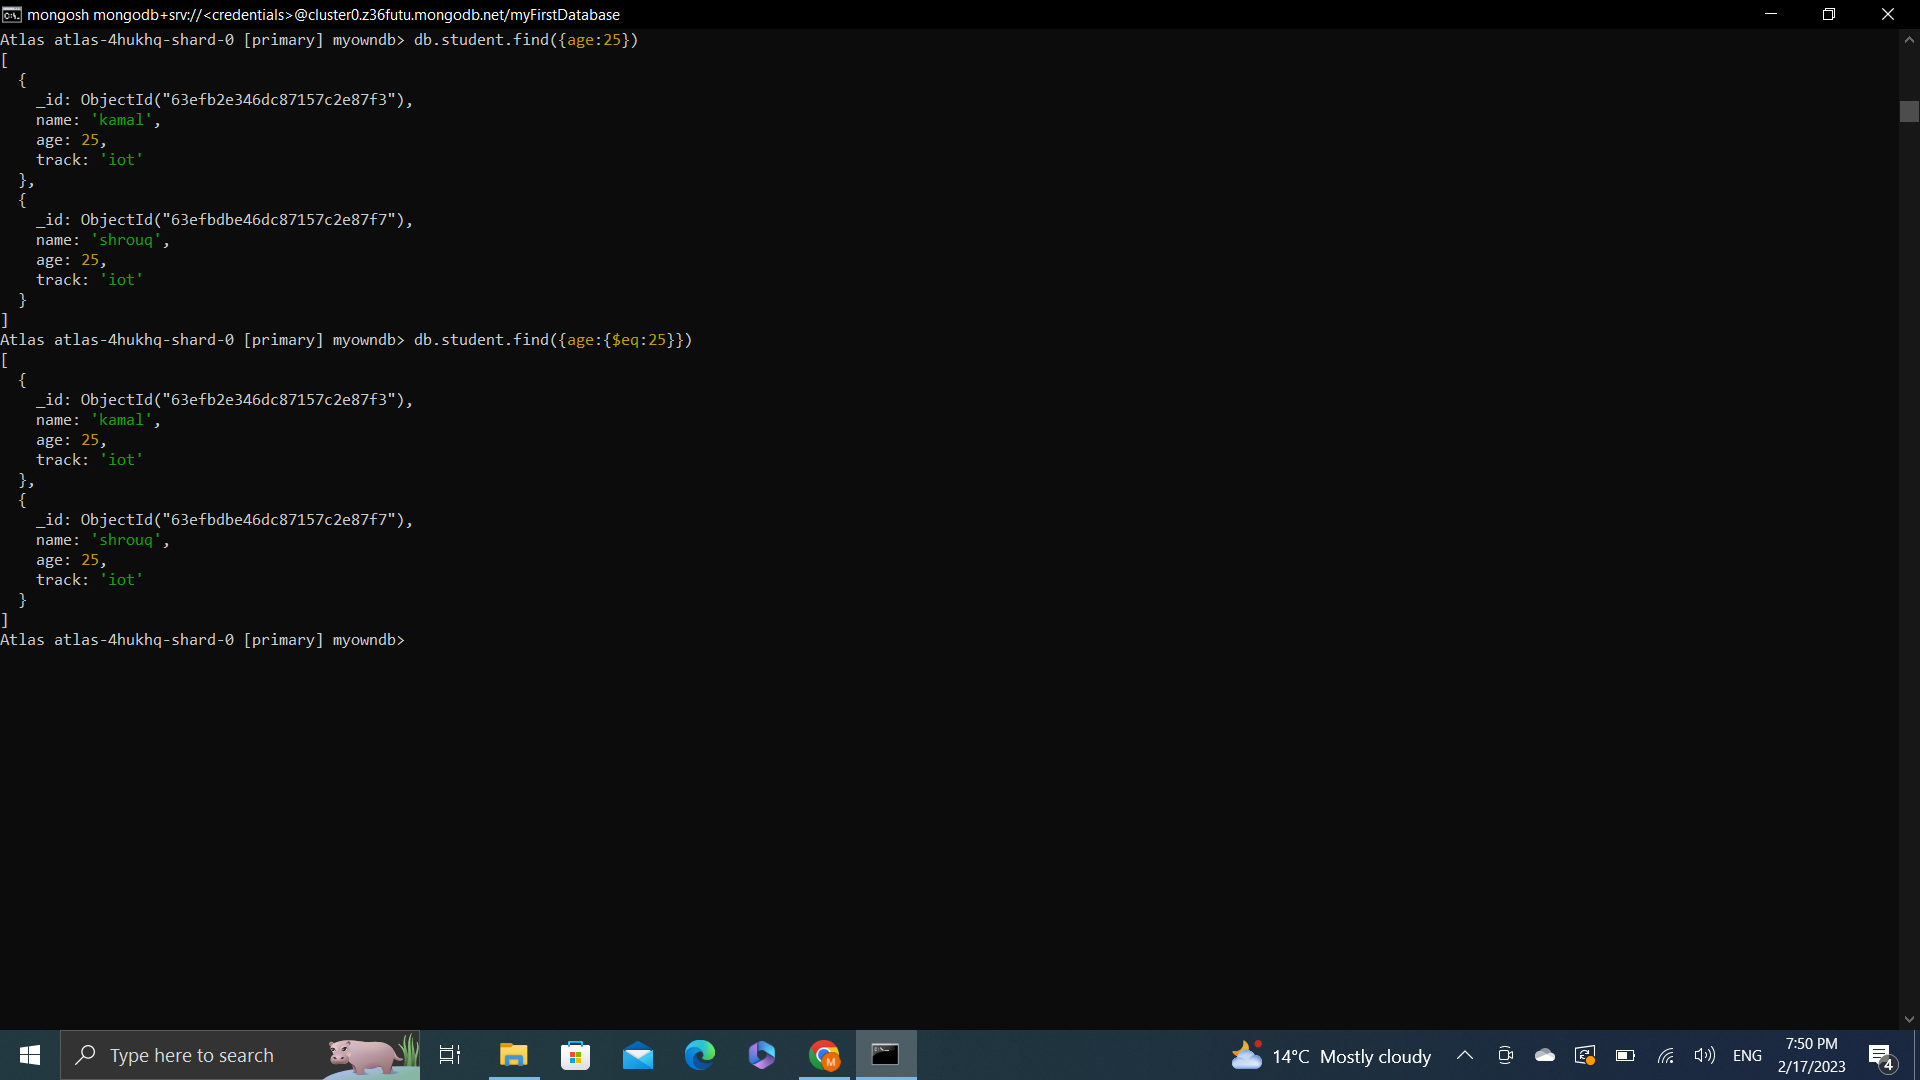 mongosh mongodb+srv://<credentials>@cluster0.z36futu.mongodb.net/myFirstDatabase
Atlas atlas-4hukhq-shard-0 [primary] myowndb> db.student.find({age:25})
[
  {
    _id: ObjectId("63efb2e346dc87157c2e87f3"),
    name: 'kamal',
    age: 25,
    track: 'iot'
  },
  {
    _id: ObjectId("63efbdbe46dc87157c2e87f7"),
    name: 'shrouq',
    age: 25,
    track: 'iot'
  }
]
Atlas atlas-4hukhq-shard-0 [primary] myowndb> db.student.find({age:{$eq:25}})
[
  {
    _id: ObjectId("63efb2e346dc87157c2e87f3"),
    name: 'kamal',
    age: 25,
    track: 'iot'
  },
  {
    _id: ObjectId("63efbdbe46dc87157c2e87f7"),
    name: 'shrouq',
    age: 25,
    track: 'iot'
  }
]
Atlas atlas-4hukhq-shard-0 [primary] myowndb>
Type here to search
M
14°C Mostly cloudy
ENG
7:50 PM
2/17/2023
4